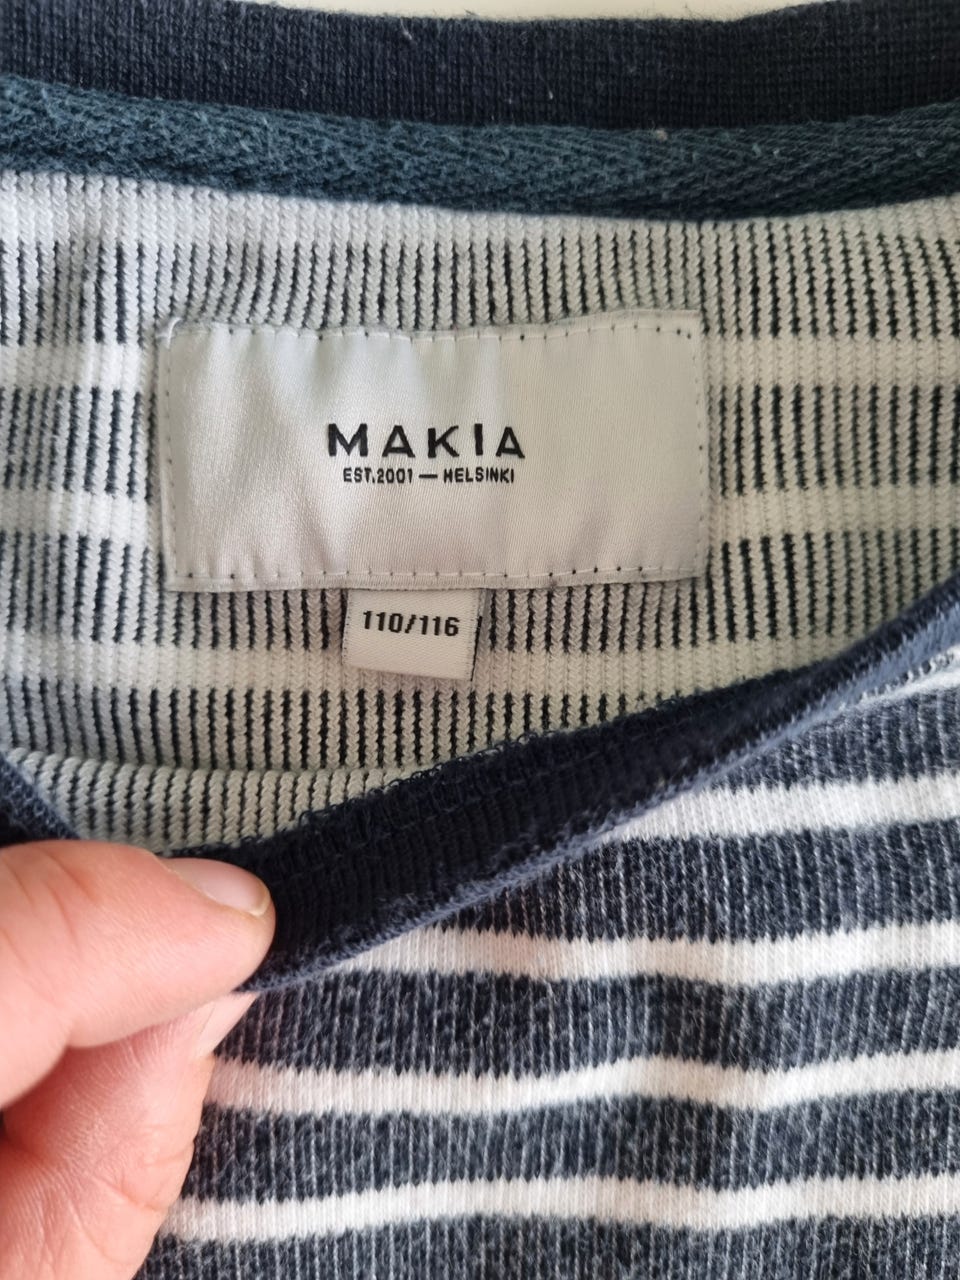 MAKIA
EST.2001 — HELSINKI
110/116